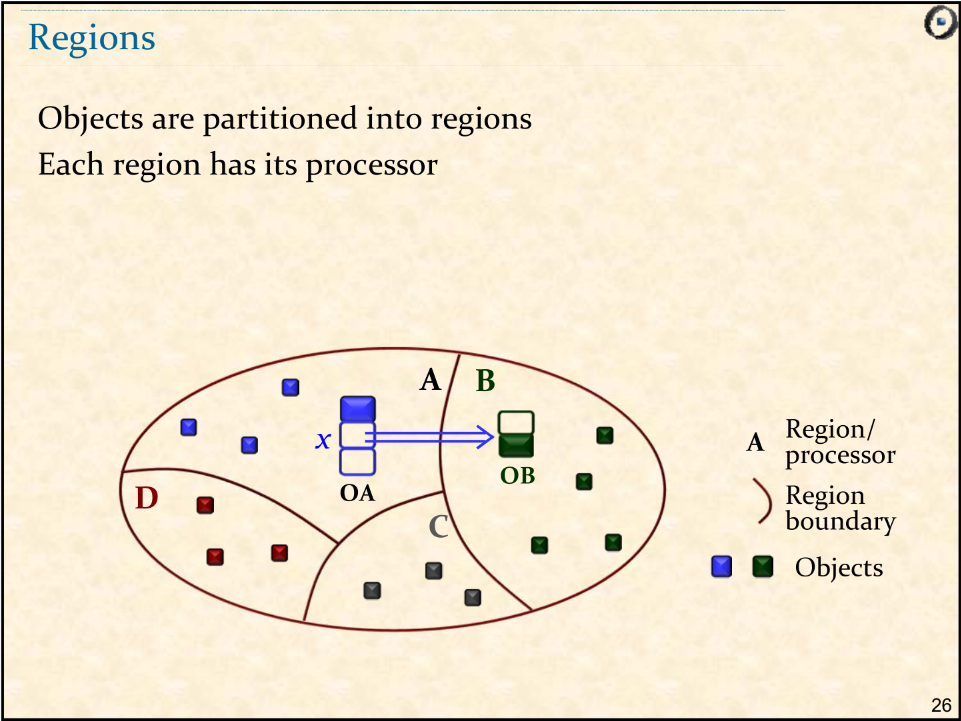 Regions
Objects are partitioned into regions
Each region has its processor
A
B
x
OA
OB
D
C
A
Region/
processor
Region
boundary
Objects
26